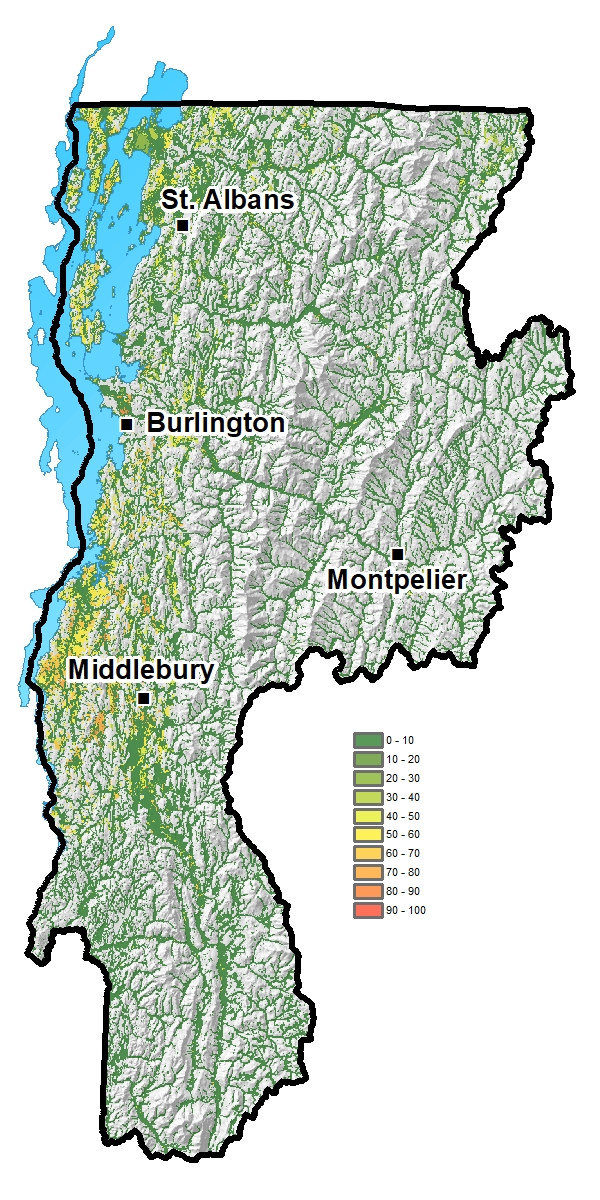 St. Albans
Burlington
Montpelier
Middlebury
0 - 10
10 - 20
20 - 30
30 - 40
40 - 50
50 - 60
60 - 70
70 - 80
80 - 90
90 - 100